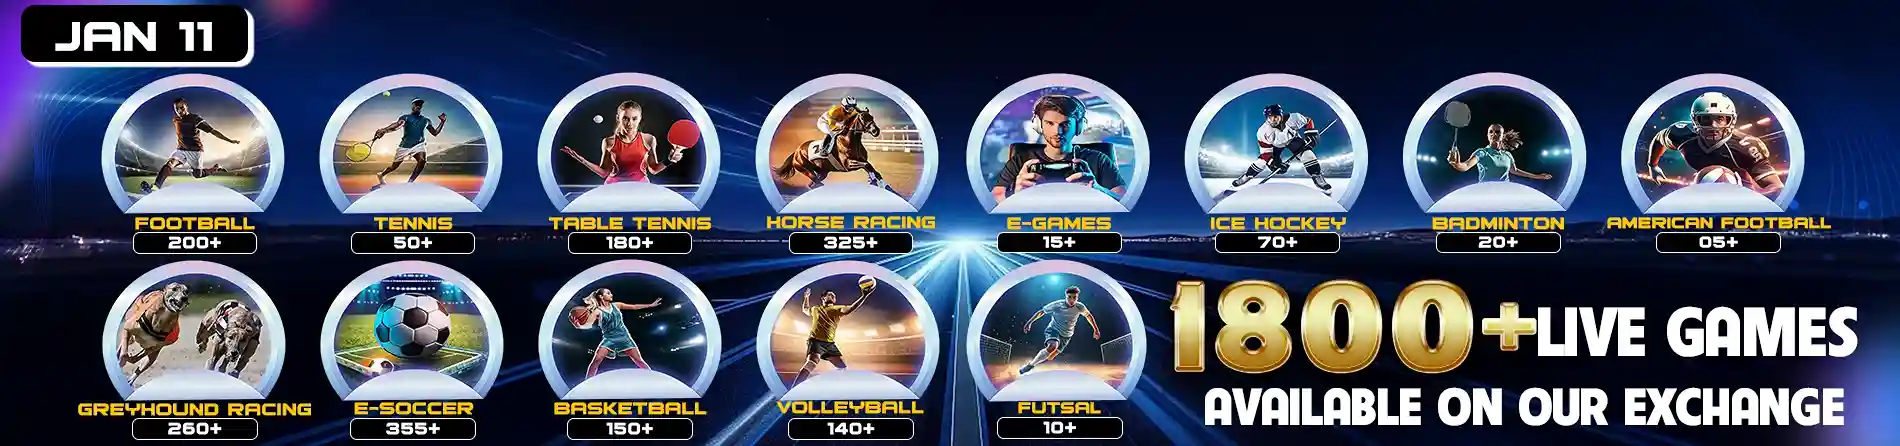 JAN 11
FOOTBALL
200+
TENNIS
50+
TABLE TENNIS
180+
HORSE RACING
325+
E-GAMES
15+
ICE HOCKEY
70+
BADMINTON
20+
AMERICAN FOOTBALL
05+
GREYHOUND RACING
260+
E-SOCCER
355+
BASKETBALL
150+
VOLLEYBALL
140+
FUTSAL
10+
1800+LIVE GAMES
AVAILABLE ON OUR EXCHANGE